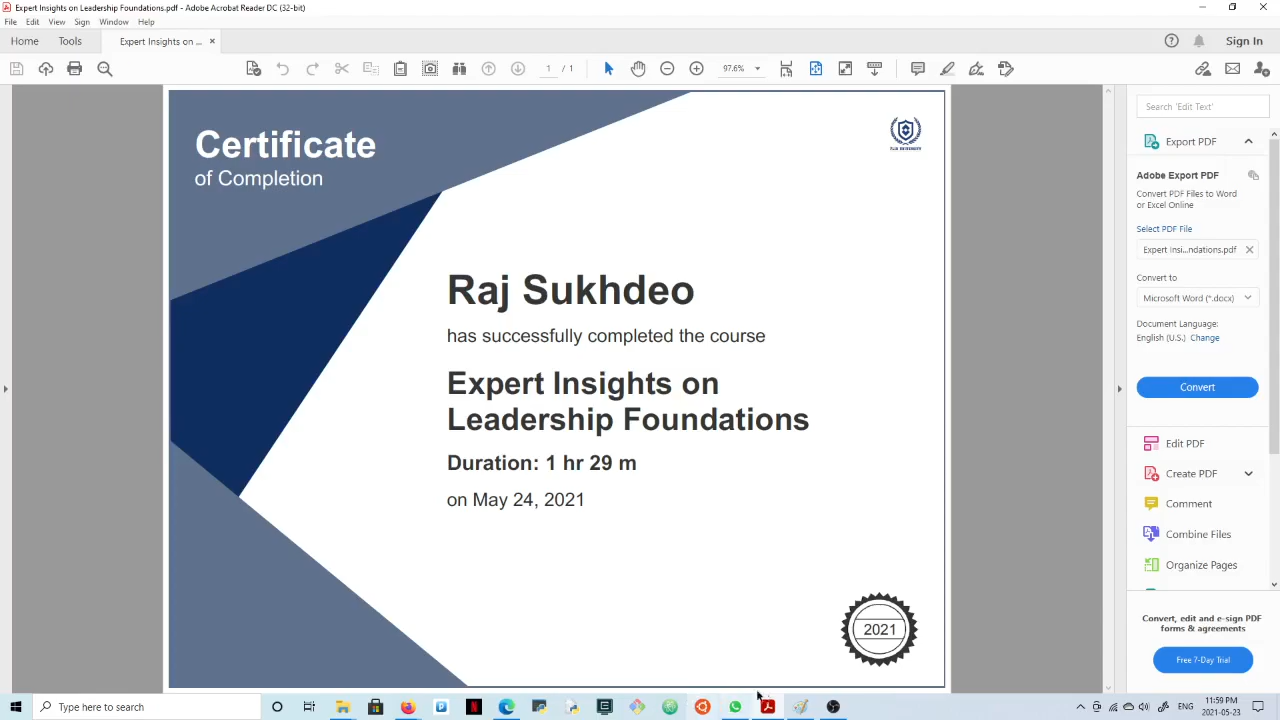 Expert Insights on Leadership Foundations.pdf - Adobe Acrobat Reader DC (32-bit)
File Edit View Sign Window Help
Home Tools Expert Insights on ... ×
Sign In
1 / 1
97.6%
Certificate
of Completion
Raj Sukhdeo
has successfully completed the course
Expert Insights on
Leadership Foundations
Duration: 1 hr 29 m
on May 24, 2021
2021
Search 'Edit Text'
Export PDF
Adobe Export PDF
Convert PDF Files to Word
or Excel Online
Select PDF File
Expert Insi...ndations.pdf
Convert to
Microsoft Word (*.docx)
Document Language:
English (U.S.) Change
Convert
Edit PDF
Create PDF
Comment
Combine Files
Organize Pages
Convert, edit and e-sign PDF
forms & agreements
Free 7-Day Trial
Type here to search
ENG
11:59 PM
2021-05-23